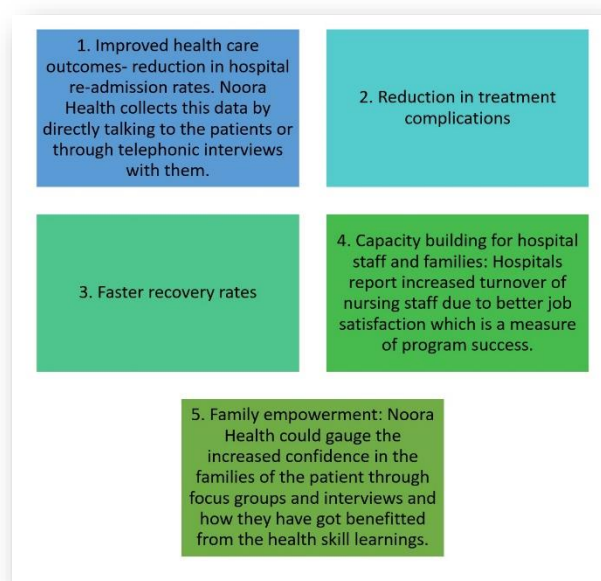 1. Improved health care
outcomes- reduction in hospital
re-admission rates. Noora
Health collects this data by
directly talking to the patients or
through telephonic interviews
with them.
2. Reduction in treatment
complications
3. Faster recovery rates
4. Capacity building for hospital
staff and families: Hospitals
report increased turnover of
nursing staff due to better job
satisfaction which is a measure
of program success.
5. Family empowerment: Noora
Health could gauge the
increased confidence in the
families of the patient through
focus groups and interviews and
how they have got benefitted
from the health skill learnings.